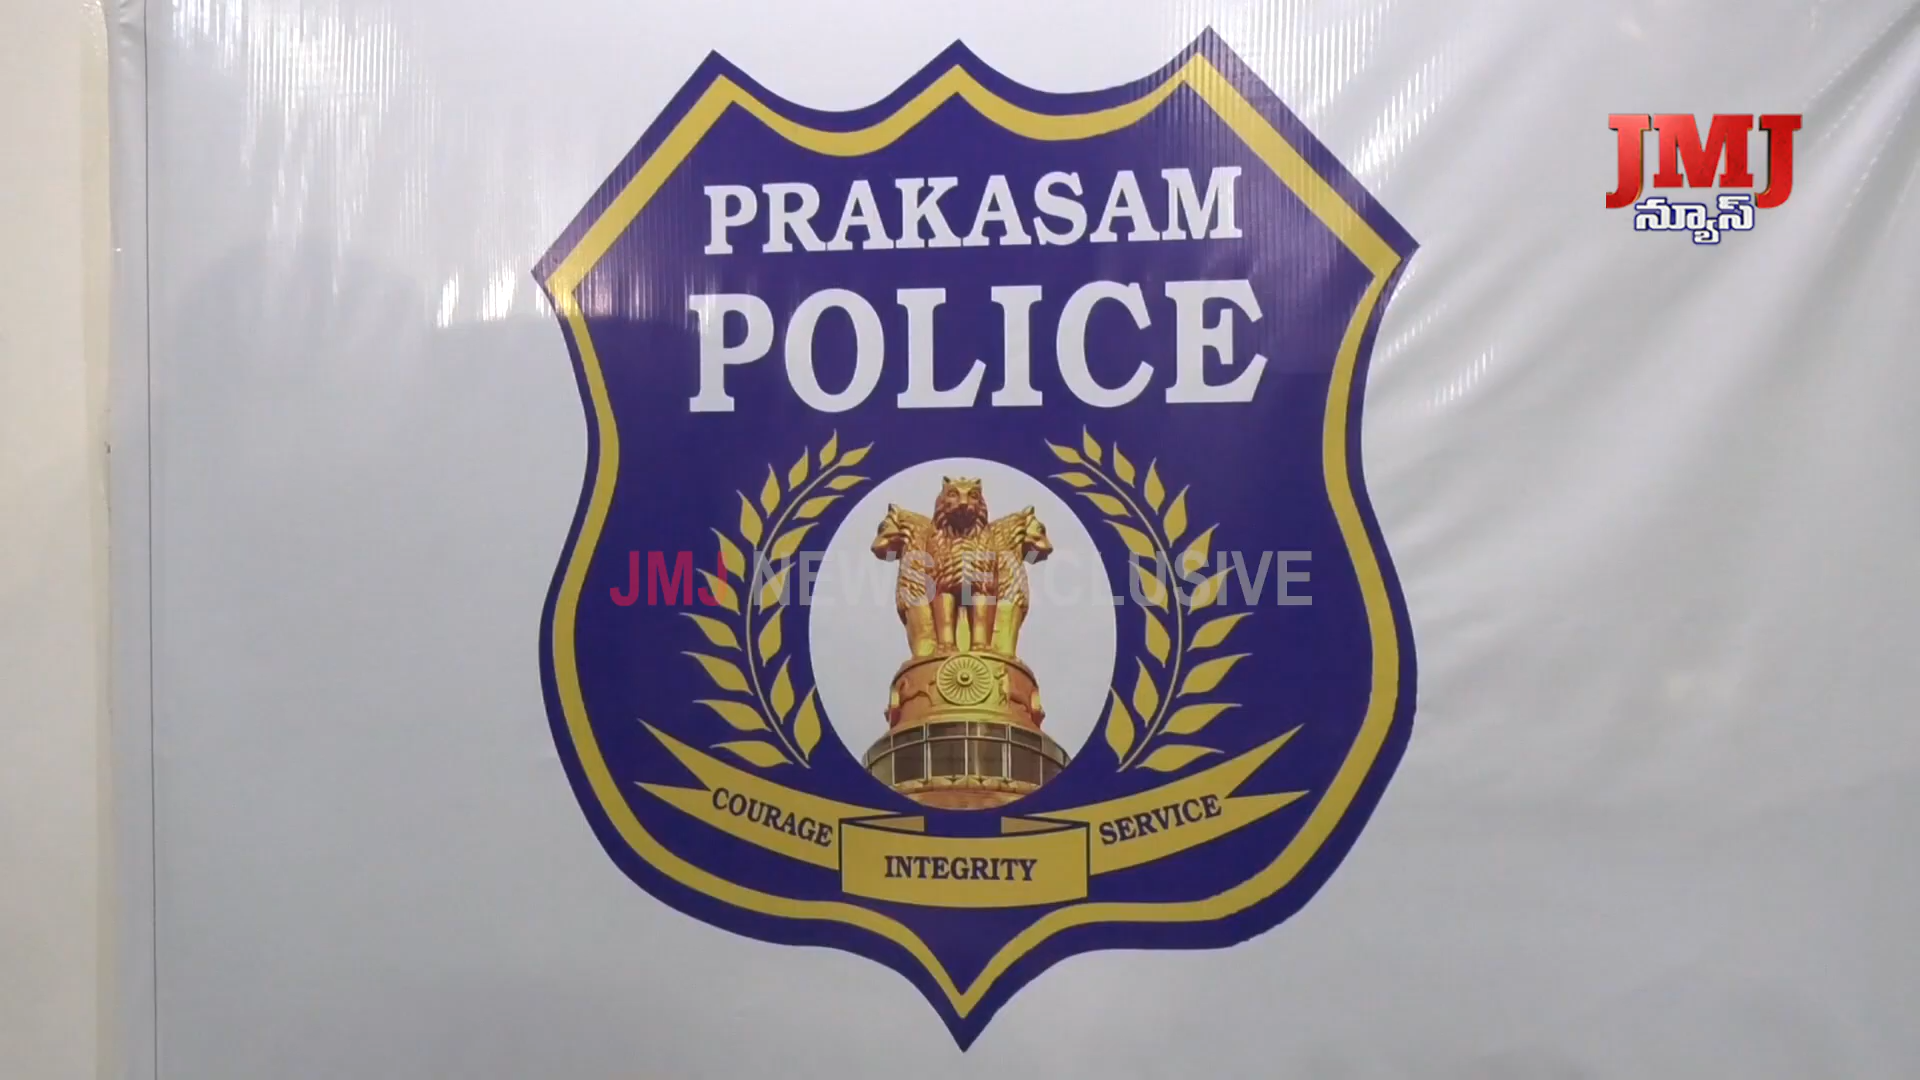 JMJ
న్యూస్
PRAKASAM
POLICE
JMJ NEWS EXCLUSIVE
COURAGE
INTEGRITY
SERVICE